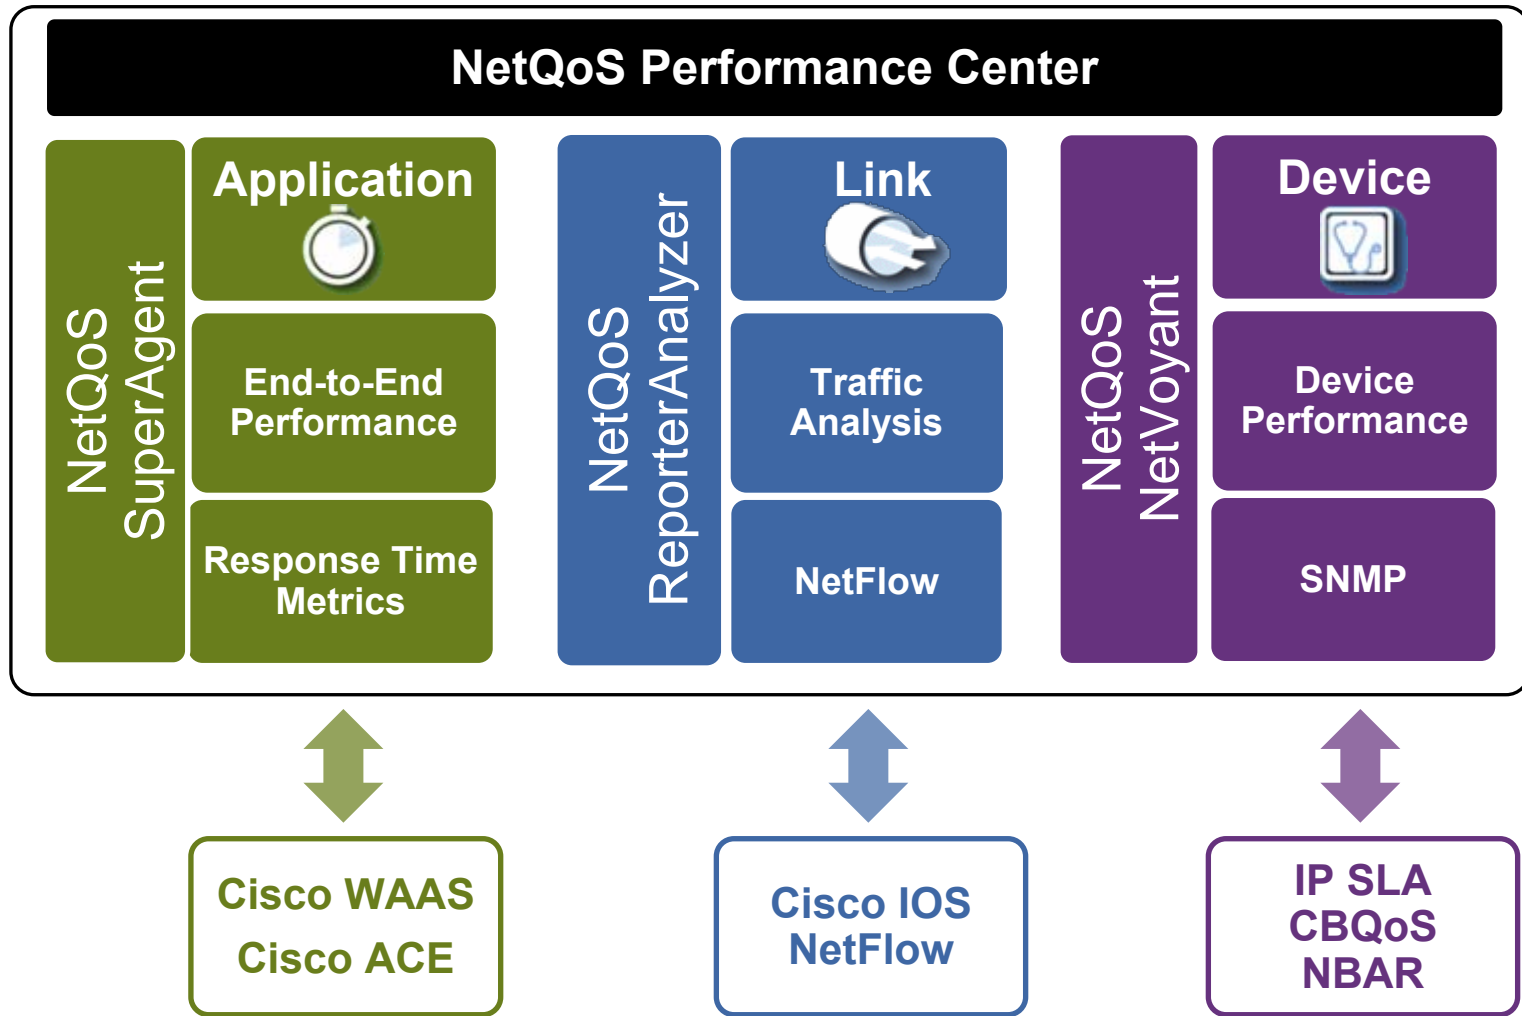 NetQoS Performance Center
NetQoS
SuperAgent
Application
End-to-End
Performance
Response Time
Metrics
NetQoS
ReporterAnalyzer
Link
Traffic
Analysis
NetFlow
NetQoS
NetVoyant
Device
Device
Performance
SNMP
Cisco WAAS
Cisco ACE
Cisco IOS
NetFlow
IP SLA
CBQoS
NBAR